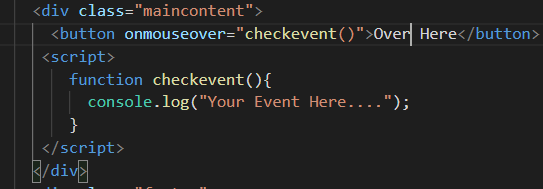 <div class="maincontent">
<button onmouseover="checkevent()">Over Here</button>
<script>
function checkevent(){
console.log("Your Event Here....");
}
</script>
</div>